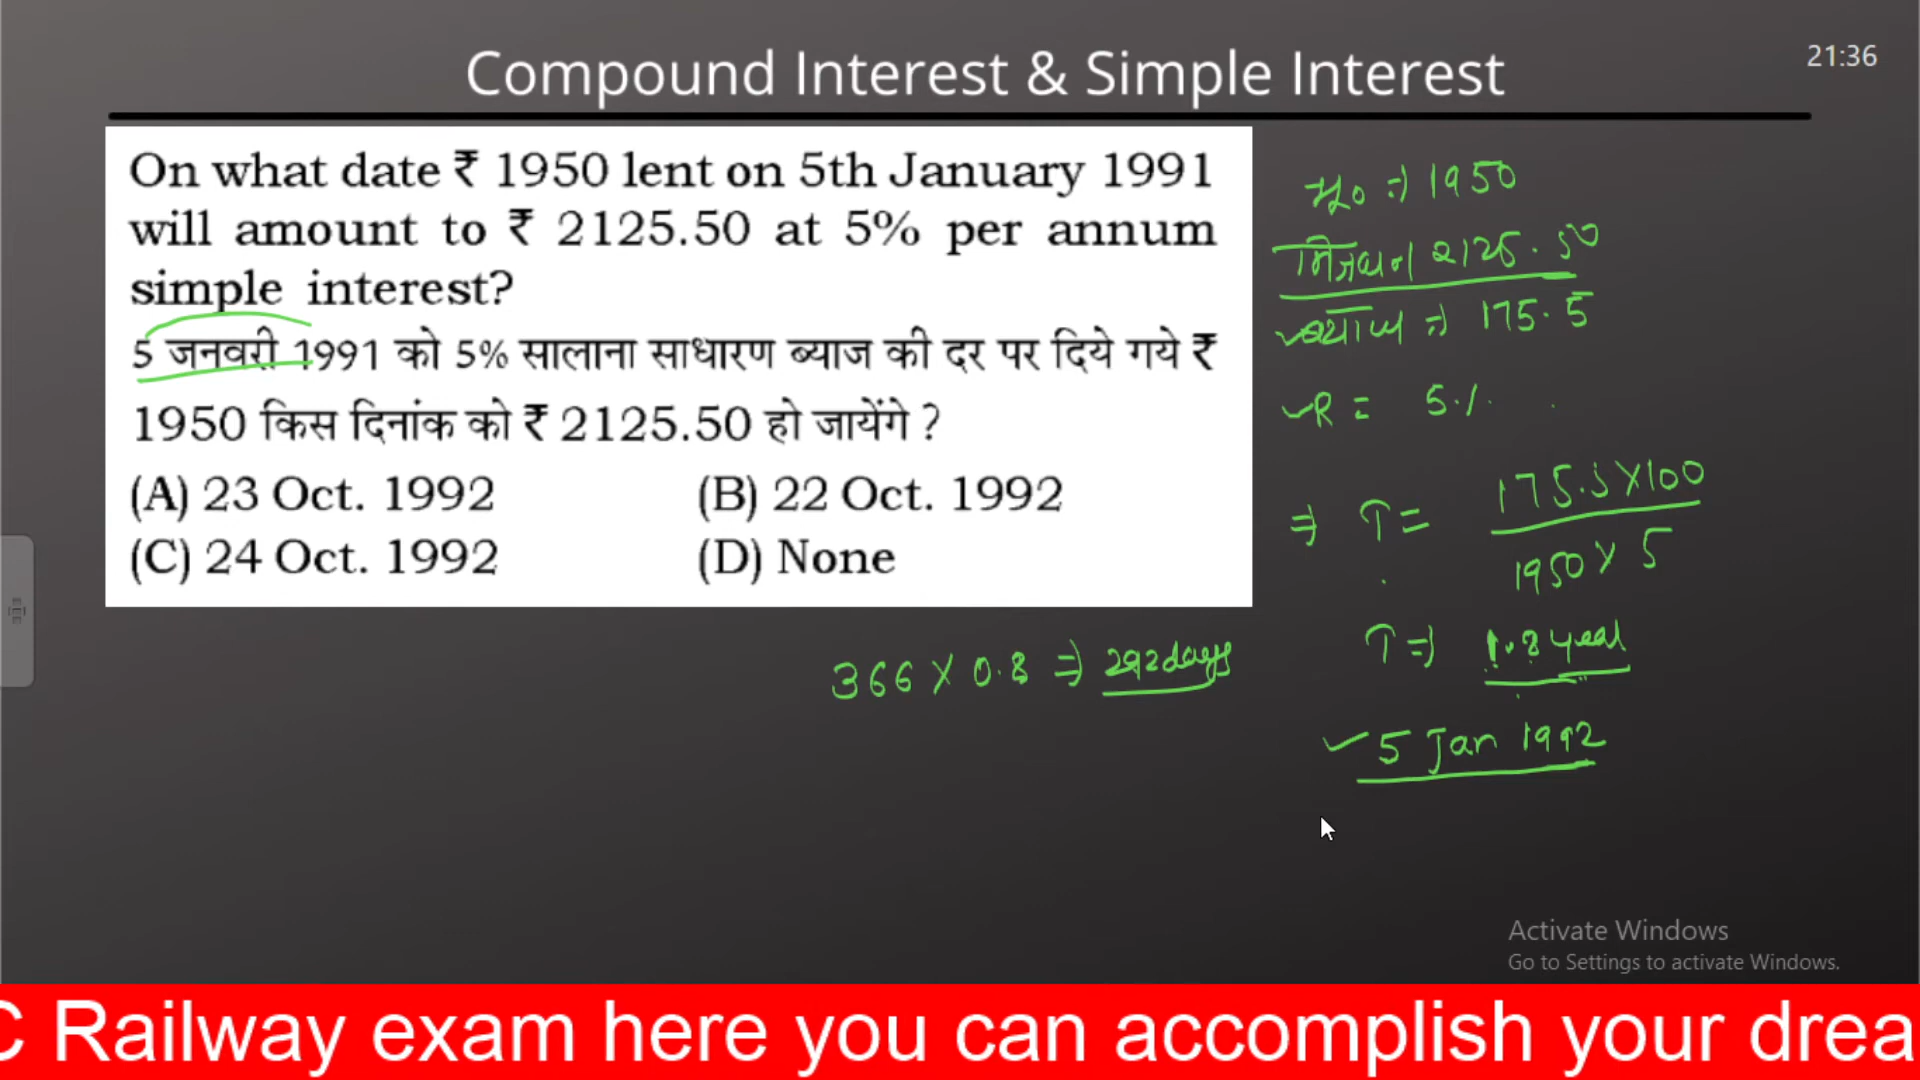 Compound Interest & Simple Interest
21:36
On what date ₹ 1950 lent on 5th January 1991
will amount to ₹ 2125.50 at 5% per annum
simple interest?
5 जनवरी 1991 को 5% सालाना साधारण ब्याज की दर पर दिये गये ₹
1950 किस दिनांक को ₹ 2125.50 हो जायेंगे ?
(A) 23 Oct. 1992
(B) 22 Oct. 1992
(C) 24 Oct. 1992
(D) None
मू० ⇒ 1950
मिश्रधन 2125.50
ब्याज ⇒ 175.5
R = 5%
⇒ T = 175.5×100
1950×5
T ⇒ 1.8 year
366 × 0.8 ⇒ 292days
5 Jan 1992
Activate Windows
Go to Settings to activate Windows.
C Railway exam here you can accomplish your drea